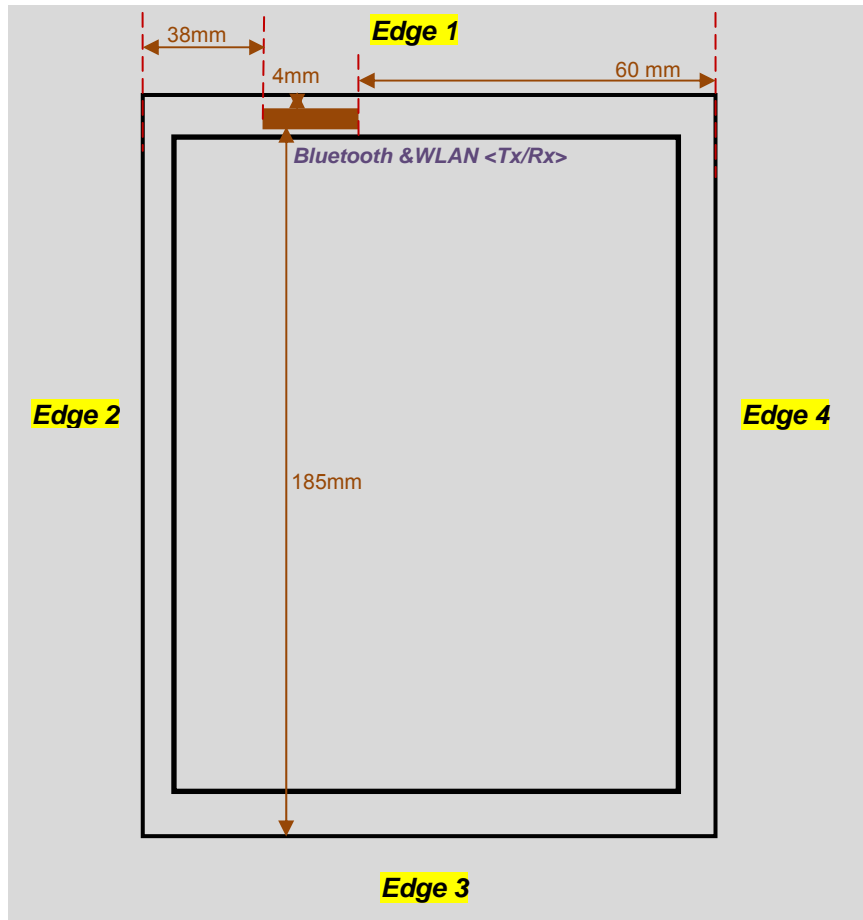 Edge 1
38mm
4mm
60 mm
Bluetooth &WLAN <Tx/Rx>
Edge 2
Edge 4
185mm
Edge 3